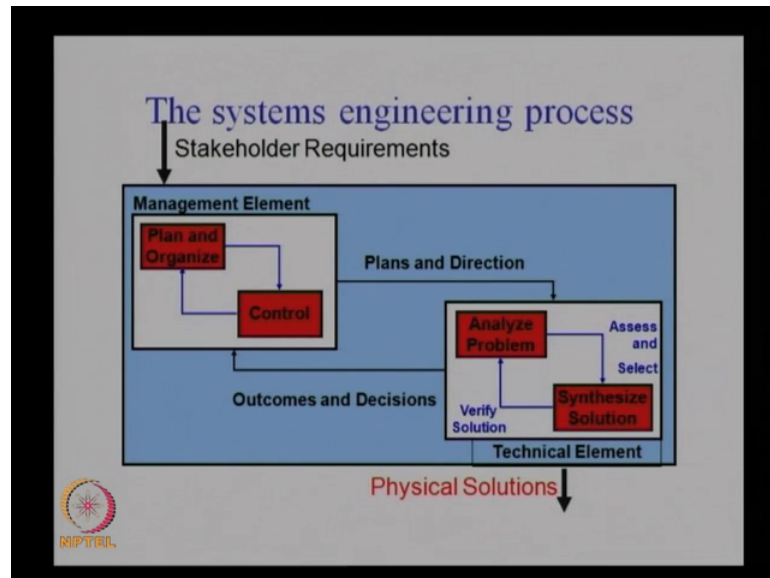 The systems engineering process
Stakeholder Requirements
Management Element
Plan and
Organize
Control
Plans and Direction
Analyze
Problem
Assess
and
Select
Synthesize
Solution
Verify
Solution
Outcomes and Decisions
Technical Element
Physical Solutions
NPTEL